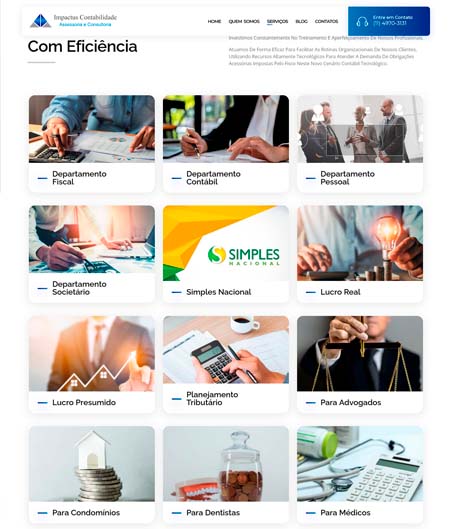 Impactus Contabilidade
Assessoria e Consultoria
HOME QUEM SOMOS SERVIÇOS BLOG CONTATOS
Entre em Contato
(11) 4970-3131
Com Eficiência
Investimos Constantemente No Treinamento E Aperfeiçoamento De Nossos Profissionais.
Atuamos De Forma Eficaz Para Facilitar As Rotinas Organizacionais De Nossos Clientes,
Utilizando Recursos Altamente Tecnológicos Para Atender A Demanda De Obrigações
Acessórias Impostas Pelo Fisco Neste Novo Cenário Contábil Tecnológico.
Departamento
Fiscal
Departamento
Contábil
Departamento
Pessoal
SIMPLES
NACIONAL
Departamento
Societário
Simples Nacional
Lucro Real
Lucro Presumido
Planejamento
Tributário
Para Advogados
Para Condomínios
Para Dentistas
Para Médicos